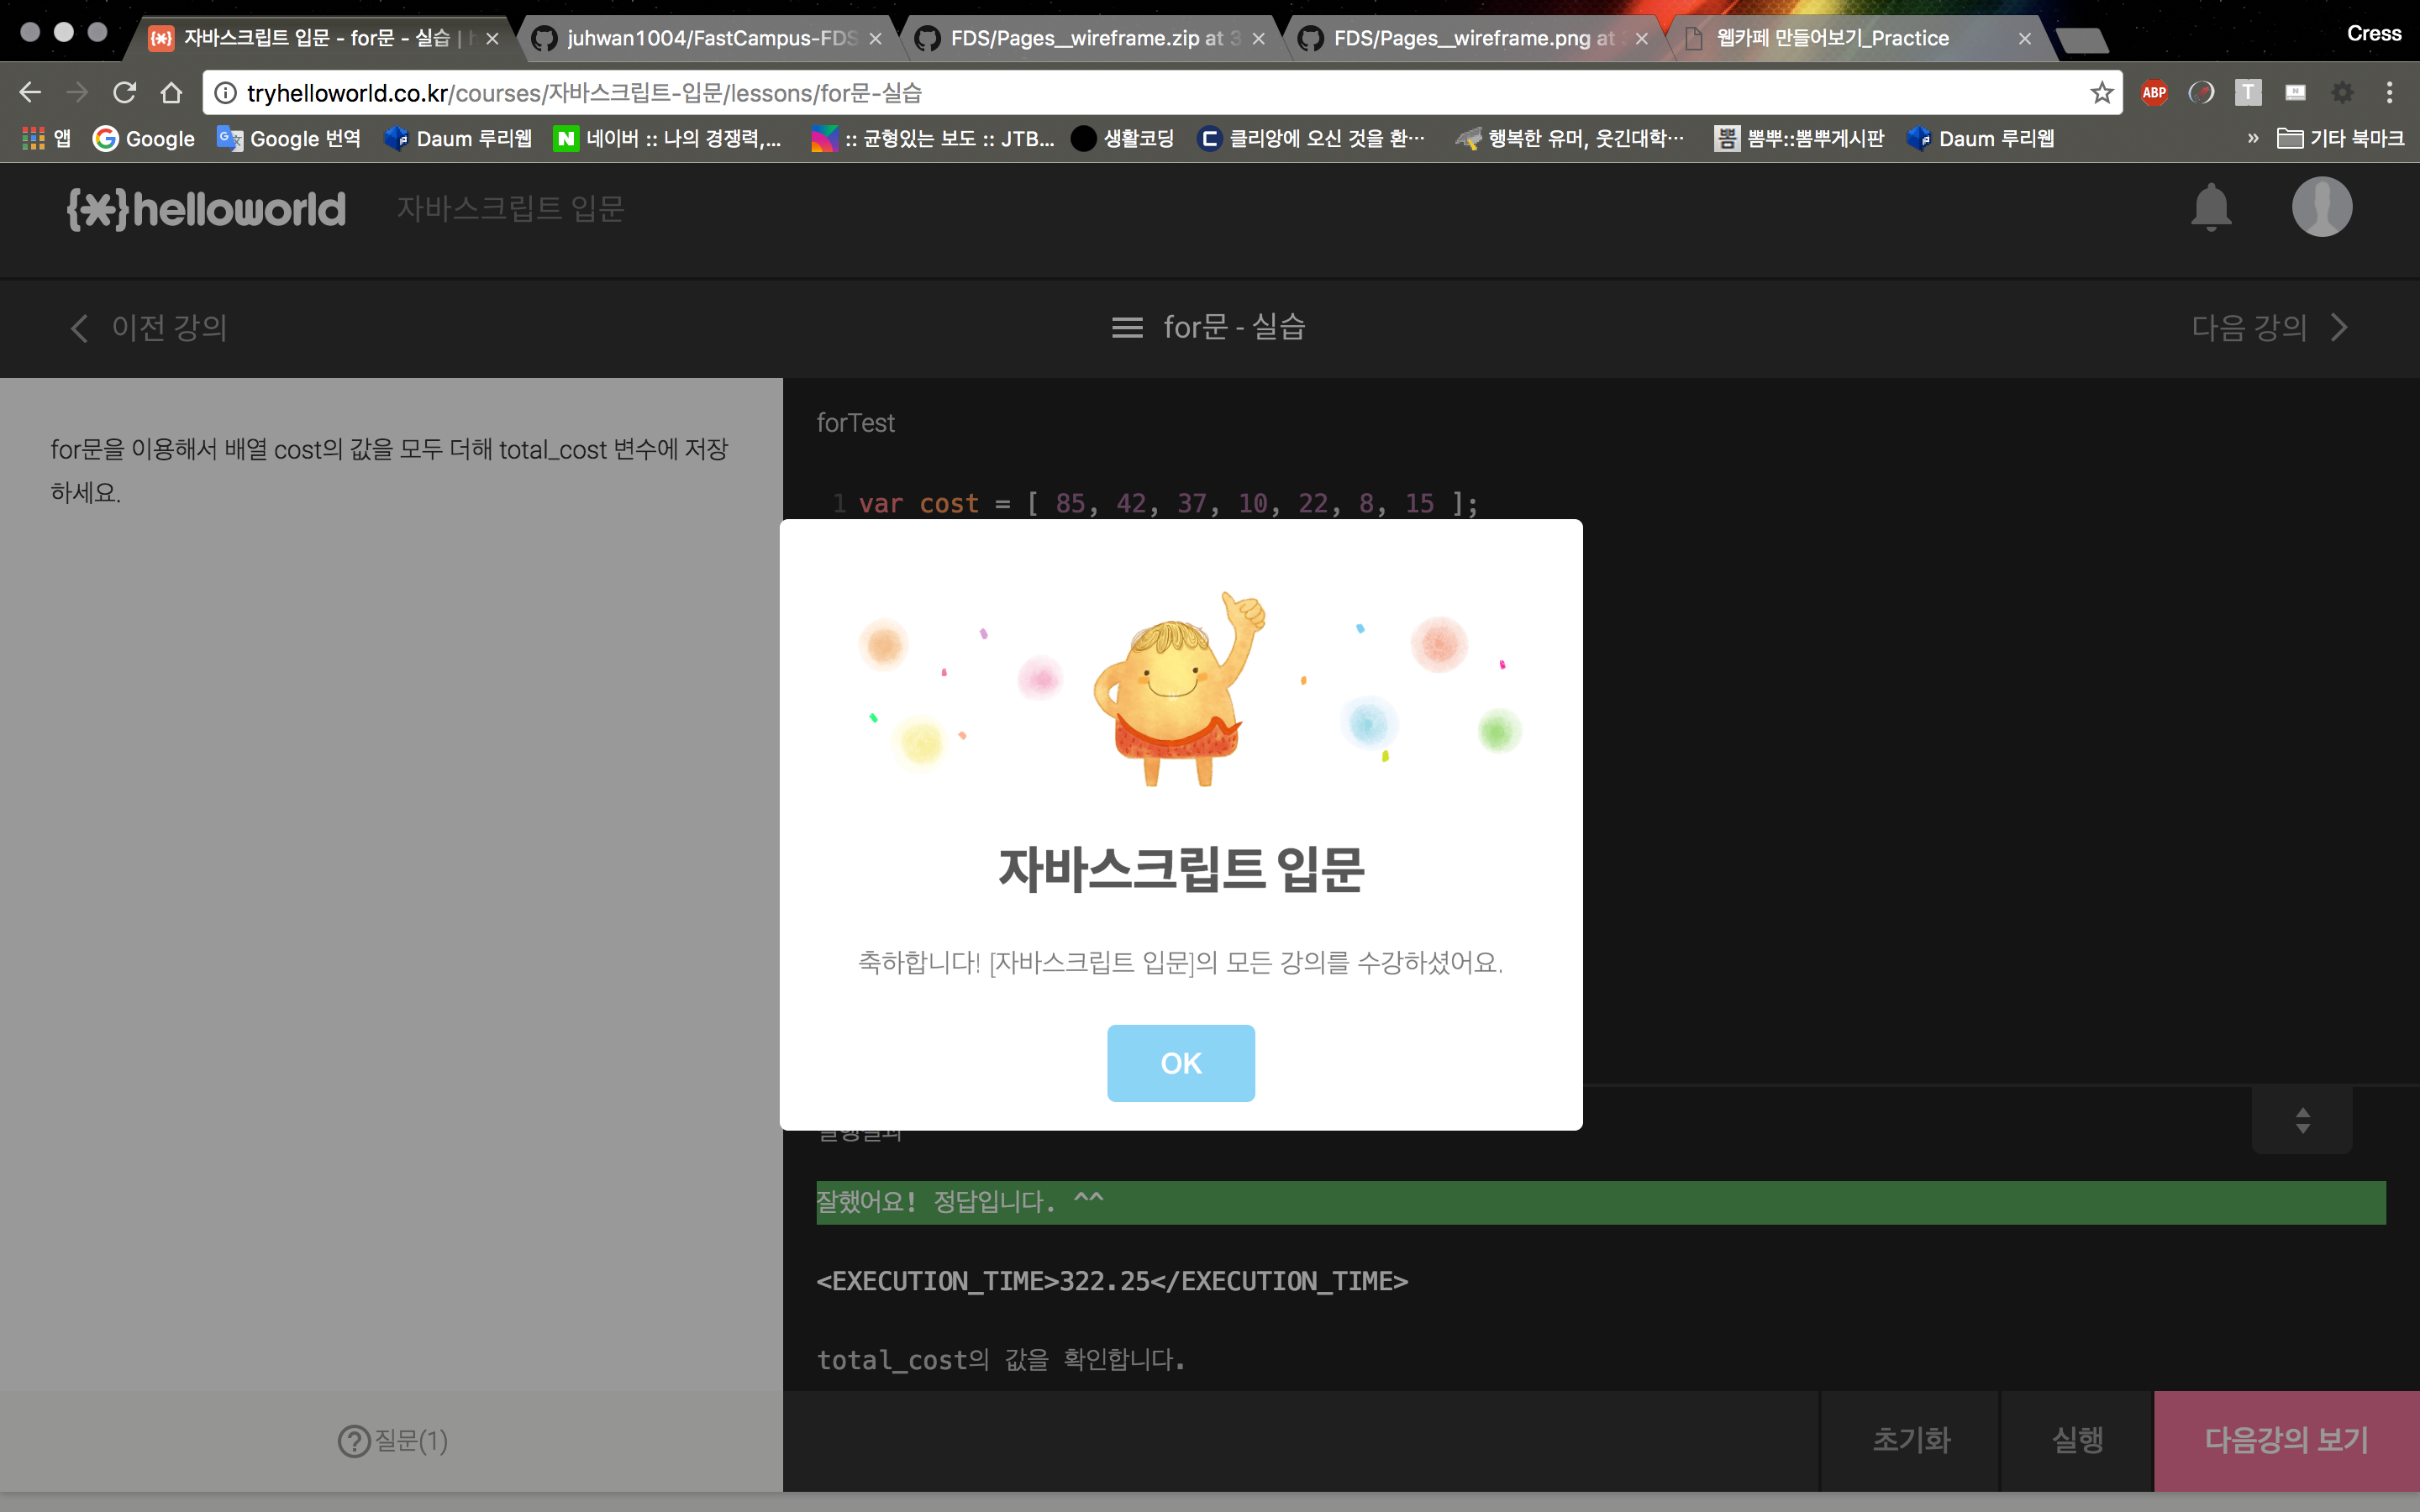 자바스크립트 입문 - for문 - 실습 |
juhwan1004/FastCampus-FDS
FDS/Pages__wireframe.zip at 3
FDS/Pages__wireframe.png at
웹카페 만들어보기_Practice
Cress
tryhelloworld.co.kr/courses/자바스크립트-입문/lessons/for문-실습
ABP
T
앱
Google
Google 번역
Daum 루리웹
N 네이버 :: 나의 경쟁력,...
:: 균형있는 보도 :: JTB...
생활코딩
C 클리앙에 오신 것을 환…
행복한 유머, 웃긴대학…
뽐 뽐뿌::뽐뿌게시판
Daum 루리웹
» 기타 북마크
{*}helloworld
자바스크립트 입문
이전 강의
for문 - 실습
다음 강의
for문을 이용해서 배열 cost의 값을 모두 더해 total_cost 변수에 저장
하세요.
forTest
1 var cost = [ 85, 42, 37, 10, 22, 8, 15 ];
자바스크립트 입문
축하합니다! [자바스크립트 입문]의 모든 강의를 수강하셨어요.
OK
잘했어요! 정답입니다. ^^
<EXECUTION_TIME>322.25</EXECUTION_TIME>
total_cost의 값을 확인합니다.
질문(1)
초기화
실행
다음강의 보기